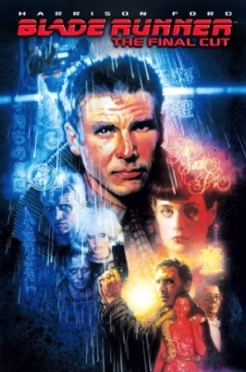 HARRISON FORD
BLADE RUNNER
THE FINAL CUT